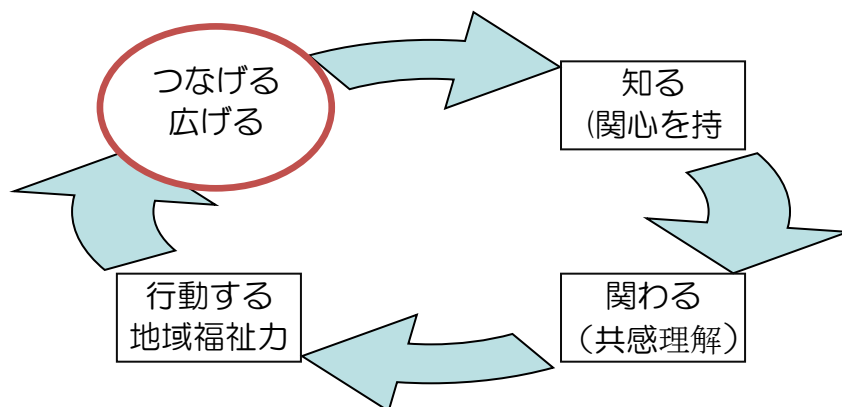 つなげる
広げる
知る
(関心を持
関わる
（共感理解）
行動する
地域福祉力